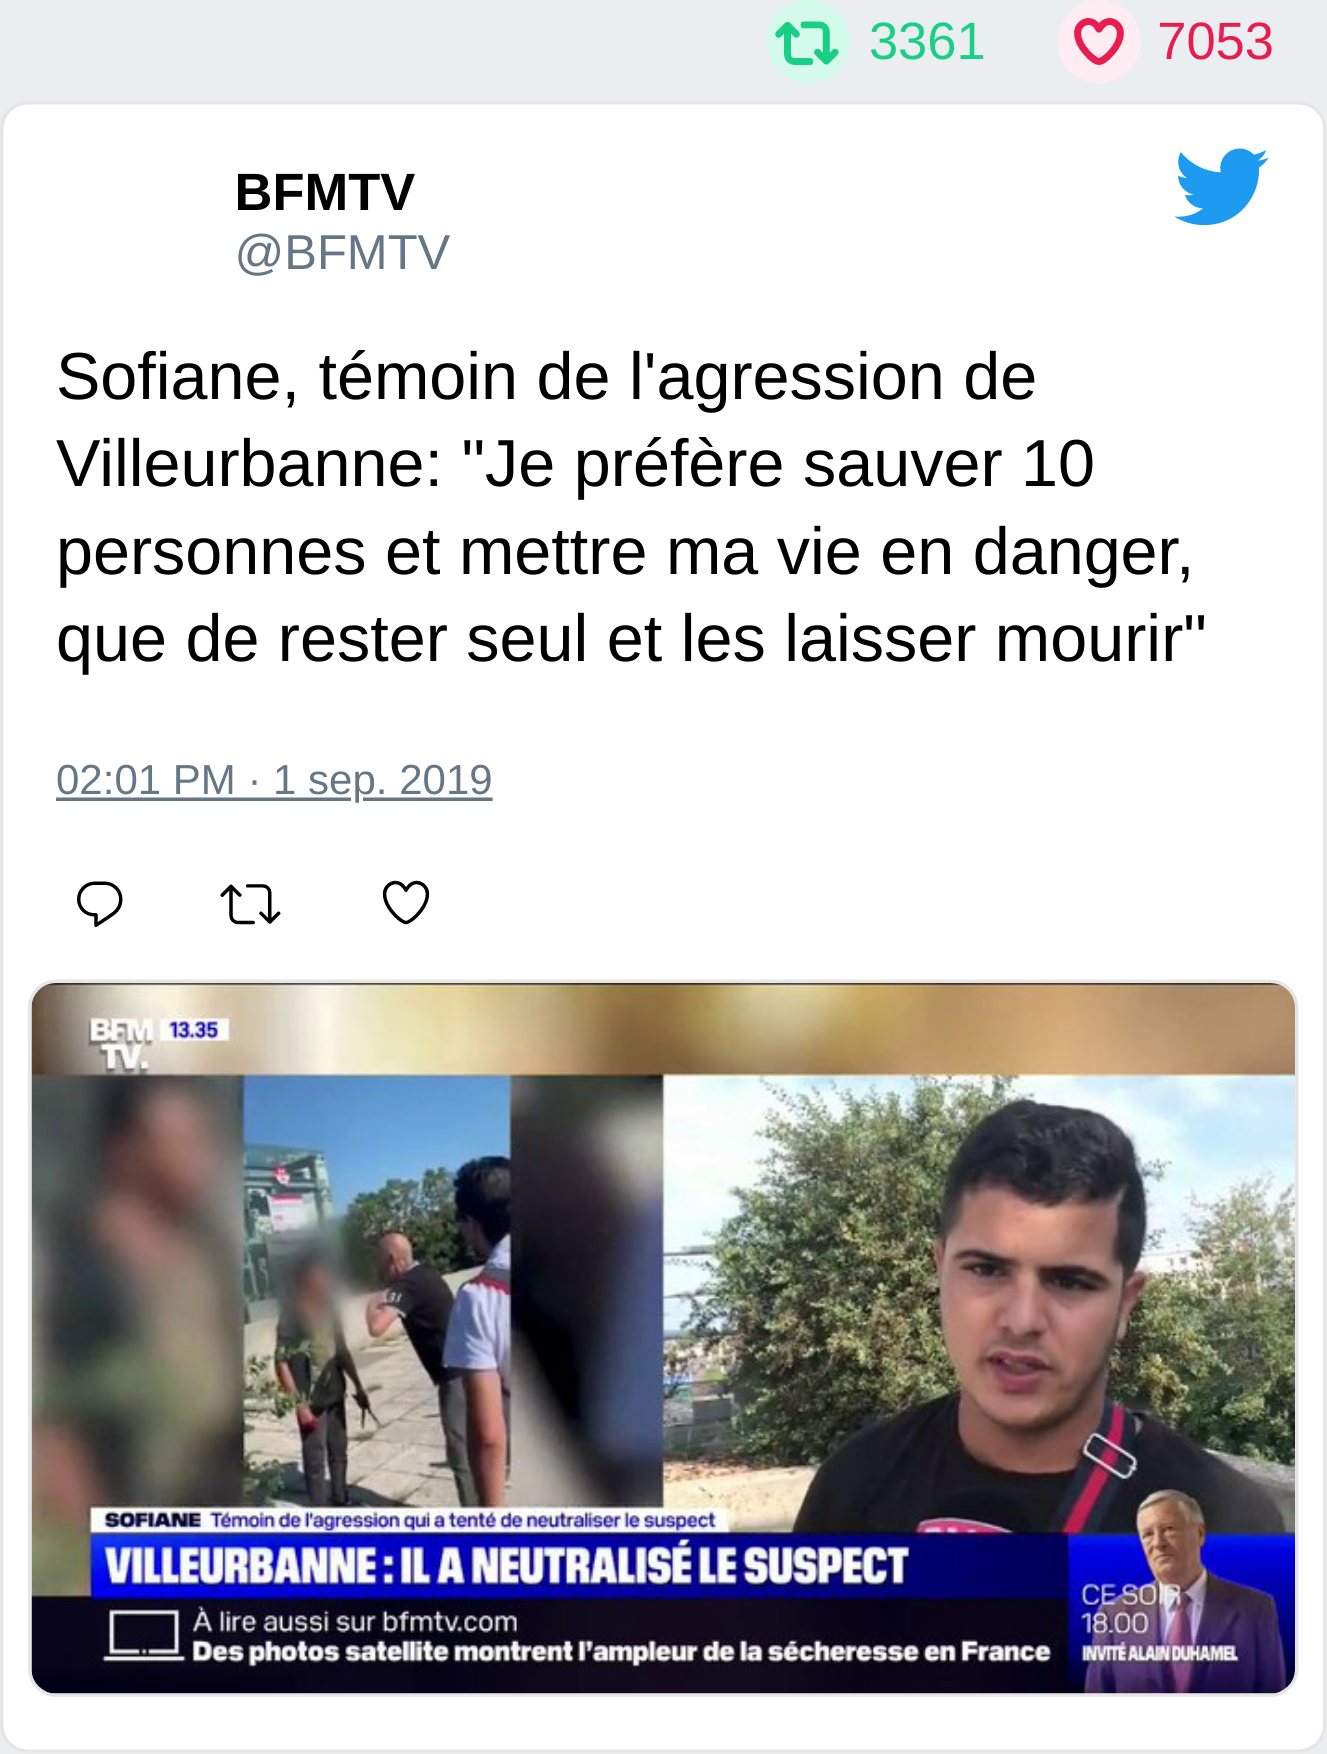 3361 7053
BFMTV
@BFMTV
Sofiane, témoin de l'agression de
Villeurbanne: "Je préfère sauver 10
personnes et mettre ma vie en danger,
que de rester seul et les laisser mourir"
02:01 PM · 1 sep. 2019
BFM 13.35
TV.
SOFIANE Témoin de l'agression qui a tenté de neutraliser le suspect
VILLEURBANNE : IL A NEUTRALISÉ LE SUSPECT
À lire aussi sur bfmtv.com
Des photos satellite montrent l'ampleur de la sécheresse en France
CE SOIR
18.00
INVITÉ ALAIN DUHAMEL